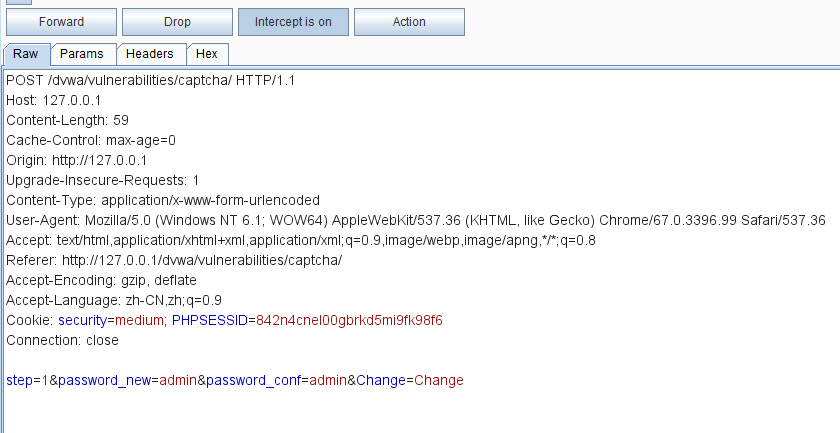 Forward Drop Intercept is on Action
Raw Params Headers Hex
POST /dvwa/vulnerabilities/captcha/ HTTP/1.1
Host: 127.0.0.1
Content-Length: 59
Cache-Control: max-age=0
Origin: http://127.0.0.1
Upgrade-Insecure-Requests: 1
Content-Type: application/x-www-form-urlencoded
User-Agent: Mozilla/5.0 (Windows NT 6.1; WOW64) AppleWebKit/537.36 (KHTML, like Gecko) Chrome/67.0.3396.99 Safari/537.36
Accept: text/html,application/xhtml+xml,application/xml;q=0.9,image/webp,image/apng,*/*;q=0.8
Referer: http://127.0.0.1/dvwa/vulnerabilities/captcha/
Accept-Encoding: gzip, deflate
Accept-Language: zh-CN,zh;q=0.9
Cookie: security=medium; PHPSESSID=842n4cnel00gbrkd5mi9fk98f6
Connection: close
step=1&password_new=admin&password_conf=admin&Change=Change